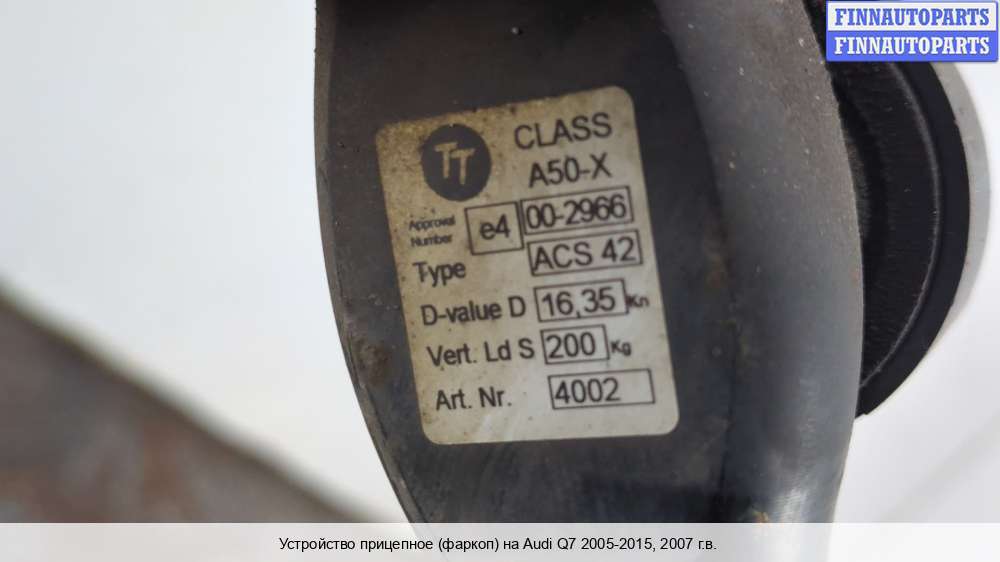 FINNAUTOPARTS
FINNAUTOPARTS
TT
CLASS
A50-X
Approval
Number
e4 00-2966
Type ACS 42
D-value D 16,35 Kn
Vert. Ld S 200 Kg
Art. Nr. 4002
Устройство прицепное (фаркоп) на Audi Q7 2005-2015, 2007 г.в.